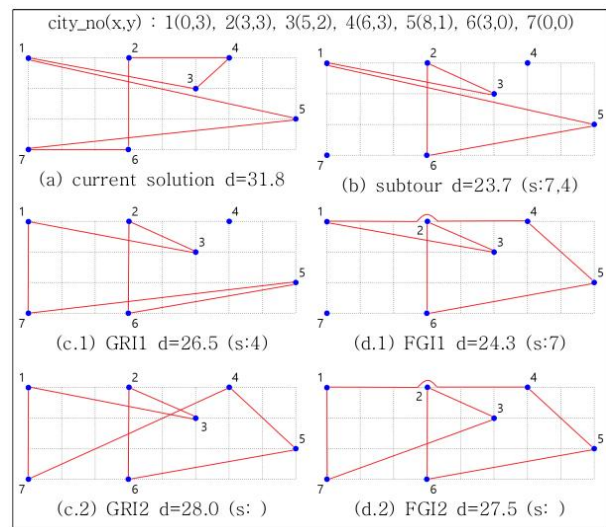 city_no(x,y) : 1(0,3), 2(3,3), 3(5,2), 4(6,3), 5(8,1), 6(3,0), 7(0,0)
1 2 4
3
5
7 6
(a) current solution d=31.8
1 2 4
3
5
7 6
(b) subtour d=23.7 (s:7,4)
1 2 4
3
5
7 6
(c.1) GRI1 d=26.5 (s:4)
1 4
2 3
5
7 6
(d.1) FGI1 d=24.3 (s:7)
1 2 4
3
5
7 6
(c.2) GRI2 d=28.0 (s: )
1 4
2 3
5
7 6
(d.2) FGI2 d=27.5 (s: )